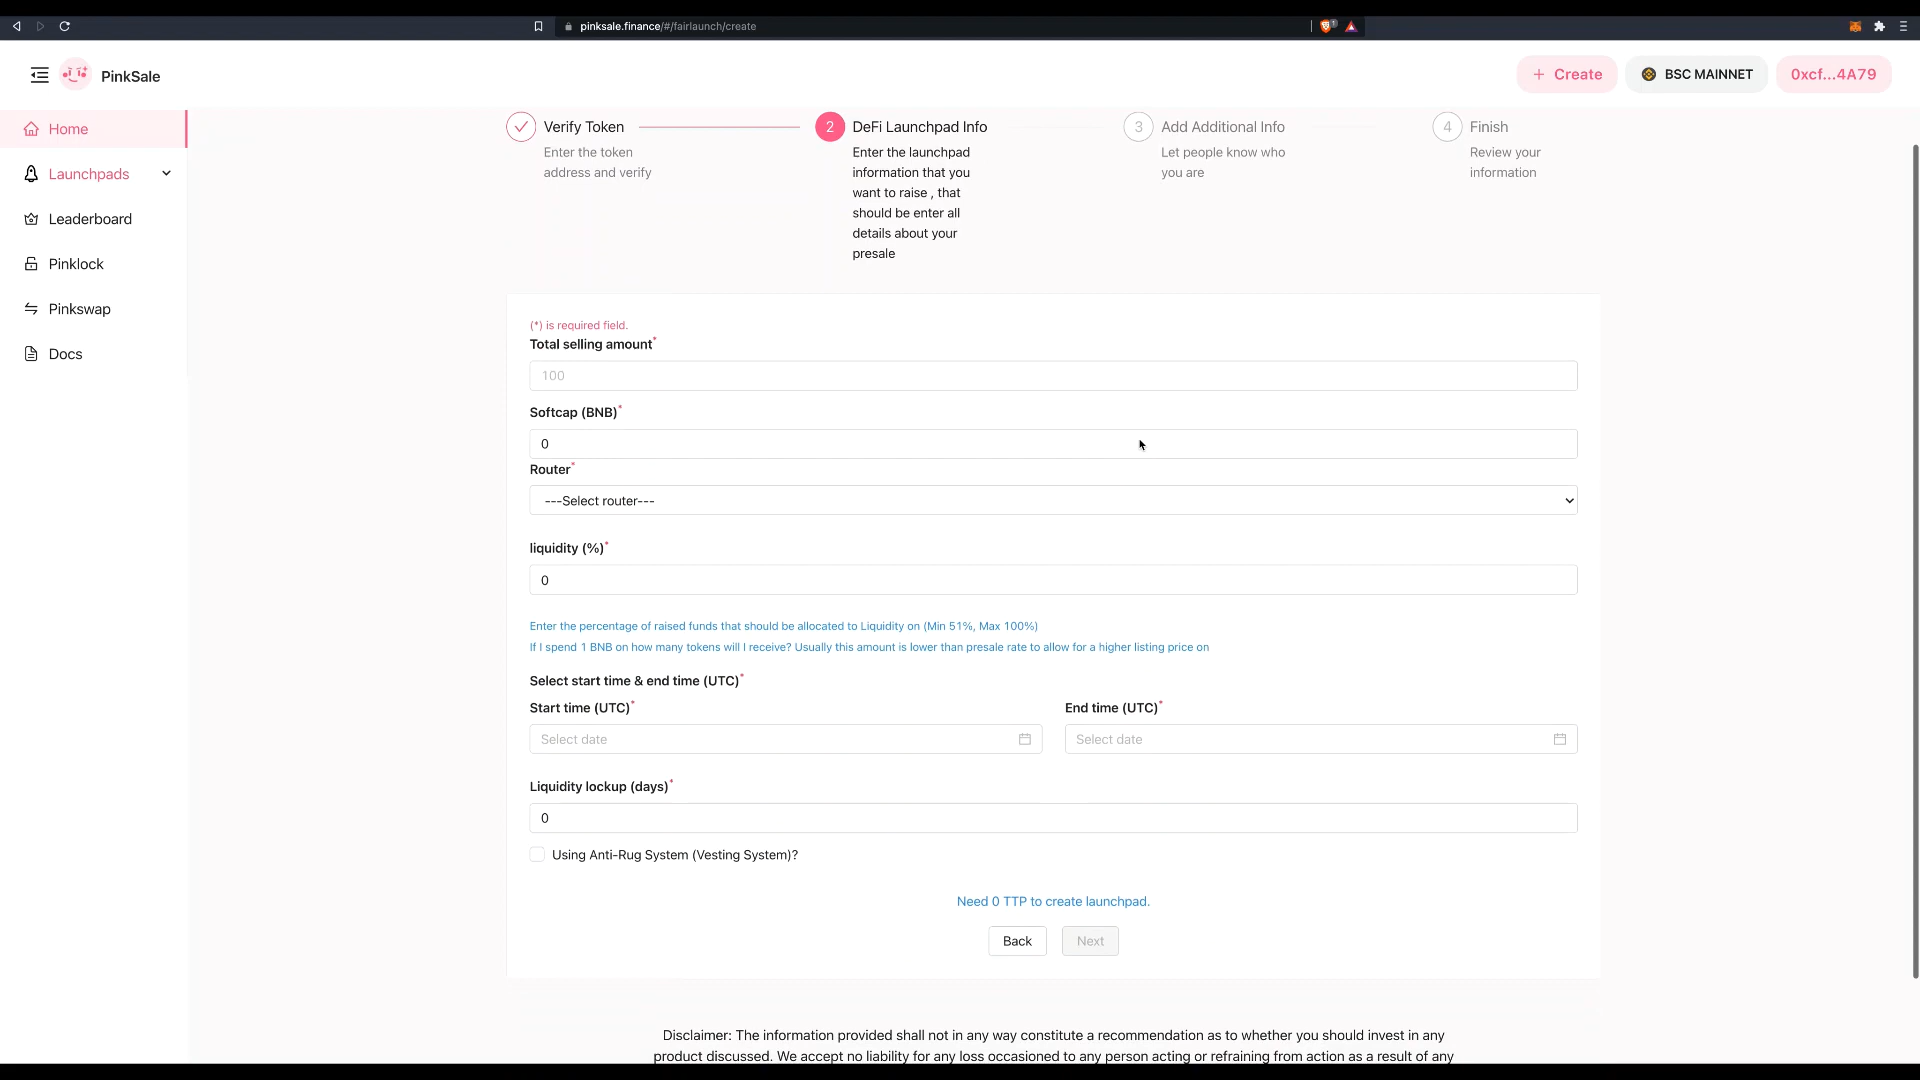 pinksale.finance/#/fairlaunch/create
1
PinkSale
+ Create
BSC MAINNET
0xcf...4A79
Home
Launchpads
Leaderboard
Pinklock
Pinkswap
Docs
Verify Token
Enter the token
address and verify
2
DeFi Launchpad Info
Enter the launchpad
information that you
want to raise , that
should be enter all
details about your
presale
3
Add Additional Info
Let people know who
you are
4
Finish
Review your
information
(*) is required field.
Total selling amount*
100
Softcap (BNB)*
0
Router*
---Select router---
liquidity (%)*
0
Enter the percentage of raised funds that should be allocated to Liquidity on (Min 51%, Max 100%)
If I spend 1 BNB on how many tokens will I receive? Usually this amount is lower than presale rate to allow for a higher listing price on
Select start time & end time (UTC)*
Start time (UTC)*
End time (UTC)*
Select date
Select date
Liquidity lockup (days)*
0
Using Anti-Rug System (Vesting System)?
Need 0 TTP to create launchpad.
Back
Next
Disclaimer: The information provided shall not in any way constitute a recommendation as to whether you should invest in any
product discussed. We accept no liability for any loss occasioned to any person acting or refraining from action as a result of any